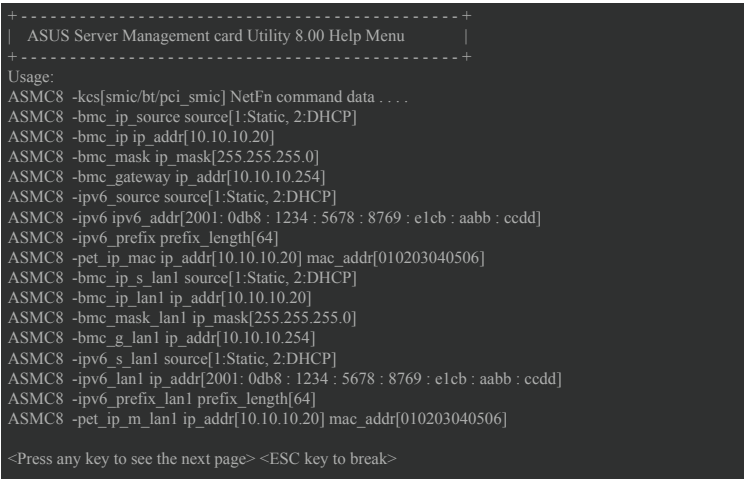 + - - - - - - - - - - - - - - - - - - - - - - - - - - - - - - - - - - - - - - - - - - - - - +
|    ASUS Server Management card Utility 8.00 Help Menu    |
+ - - - - - - - - - - - - - - - - - - - - - - - - - - - - - - - - - - - - - - - - - - - - - +
Usage:
ASMC8 -kcs[smic/bt/pci_smic] NetFn command data . . . .
ASMC8 -bmc_ip_source source[1:Static, 2:DHCP]
ASMC8 -bmc_ip ip_addr[10.10.10.20]
ASMC8 -bmc_mask ip_mask[255.255.255.0]
ASMC8 -bmc_gateway ip_addr[10.10.10.254]
ASMC8 -ipv6_source source[1:Static, 2:DHCP]
ASMC8 -ipv6 ipv6_addr[2001: 0db8 : 1234 : 5678 : 8769 : e1cb : aabb : ccdd]
ASMC8 -ipv6_prefix prefix_length[64]
ASMC8 -pet_ip_mac ip_addr[10.10.10.20] mac_addr[010203040506]
ASMC8 -bmc_ip_s_lan1 source[1:Static, 2:DHCP]
ASMC8 -bmc_ip_lan1 ip_addr[10.10.10.20]
ASMC8 -bmc_mask_lan1 ip_mask[255.255.255.0]
ASMC8 -bmc_g_lan1 ip_addr[10.10.10.254]
ASMC8 -ipv6_s_lan1 source[1:Static, 2:DHCP]
ASMC8 -ipv6_lan1 ip_addr[2001: 0db8 : 1234 : 5678 : 8769 : e1cb : aabb : ccdd]
ASMC8 -ipv6_prefix_lan1 prefix_length[64]
ASMC8 -pet_ip_m_lan1 ip_addr[10.10.10.20] mac_addr[010203040506]
<Press any key to see the next page> <ESC key to break>